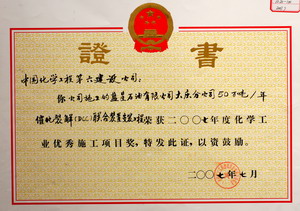 證書
中国化学工程第六建设公司:
你公司施工的蓝星石油有限公司大庆分公司50万吨/年
催化裂解(DCC)联合装置安装工程荣获二〇〇七年度化学工
业优秀施工项目奖,特发此证,以资鼓励。
二〇〇七年七月